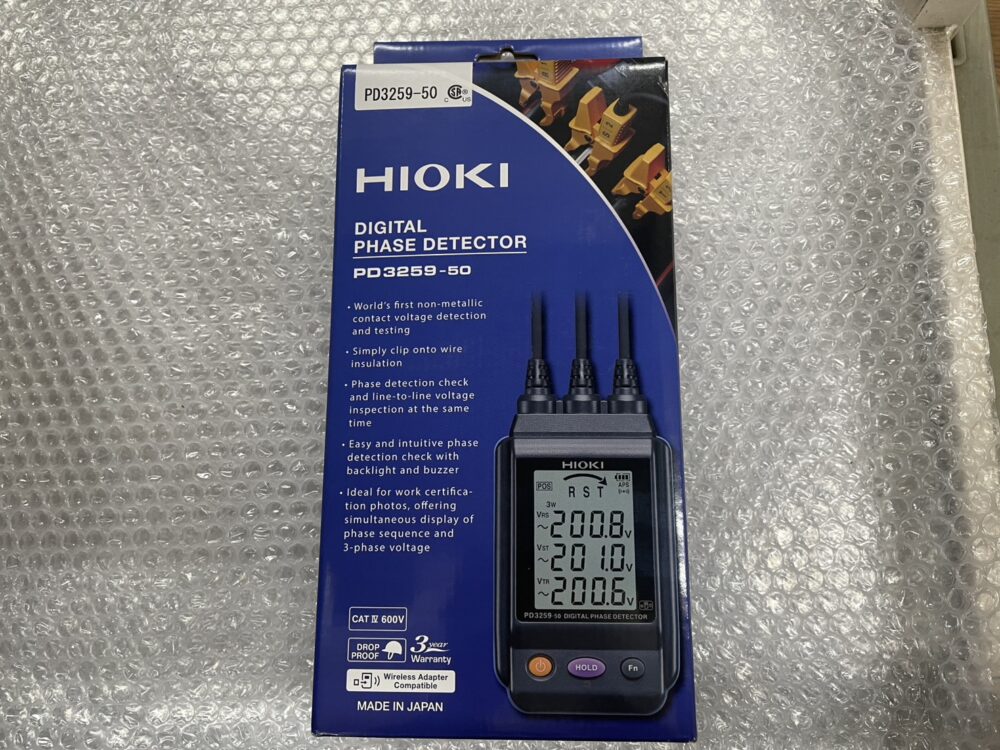 PD3259-50
HIOKI
DIGITAL
PHASE DETECTOR
PD3259-50
• World's first non-metallic
contact voltage detection
and testing
• Simply clip onto wire
insulation
• Phase detection check
and line-to-line voltage
inspection at the same
time
• Easy and intuitive phase
detection check with
backlight and buzzer
• Ideal for work certifica-
tion photos, offering
simultaneous display of
phase sequence and
3-phase voltage
CAT IV 600V
DROP
PROOF
3-year
Warranty
Wireless Adapter
Compatible
MADE IN JAPAN
HIOKI
POS
R S T
APS
3W
VRS
~200.8V
VST
~201.0V
VTR
~200.6V
PD3259-50 DIGITAL PHASE DETECTOR
HOLD
Fn